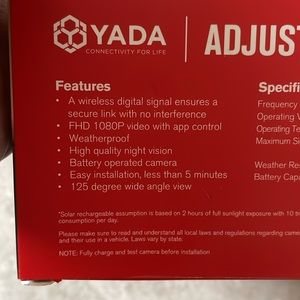 YADA
CONNECTIVITY FOR LIFE
ADJUST
Features
• A wireless digital signal ensures a
secure link with no interference
• FHD 1080P video with app control
• Weatherproof
• High quality night vision
• Battery operated camera
• Easy installation, less than 5 minutes
• 125 degree wide angle view
Specifi
Frequency
Operating V
Operating Te
Maximum Si
Weather Re
Battery Capa
*Solar rechargeable assumption is based on 2 hours of full sunlight exposure with 10 
consumption per day.
Please make sure to read and understand all local laws and regulations regarding came
and their use in a vehicle. Laws vary by state.
NOTE: Fully charge and test camera before installation